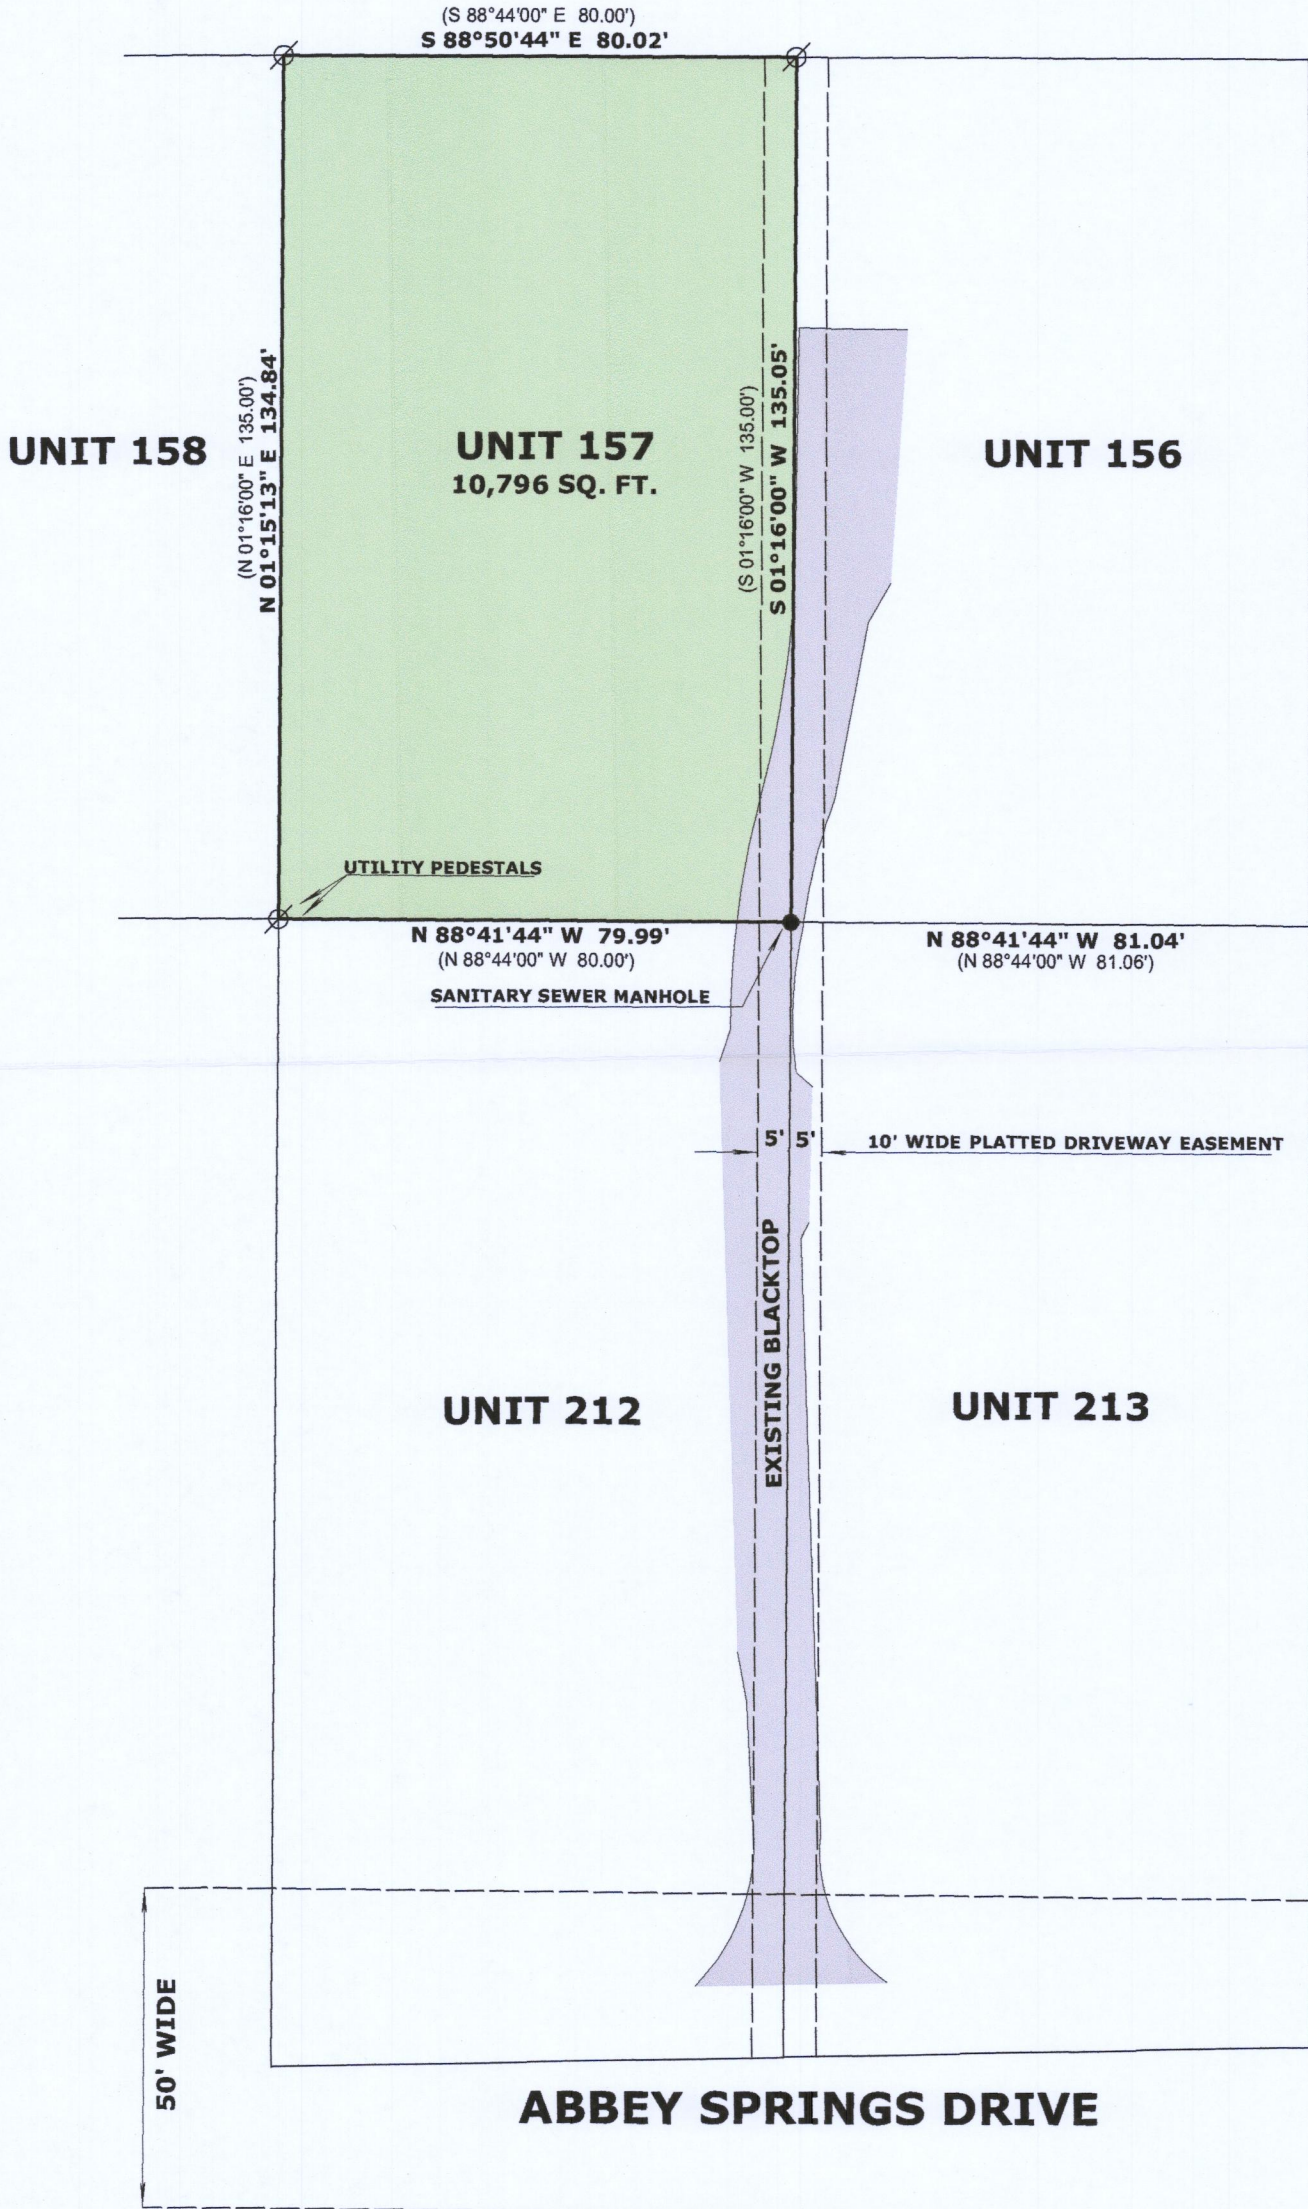 (S 88°44'00" E 80.00')
S 88°50'44" E 80.02'
(N 01°16'00" E 135.00')
N 01°15'13" E 134.84'
(S 01°16'00" W 135.00')
S 01°16'00" W 135.05'
UNIT 158
UNIT 157
10,796 SQ. FT.
UNIT 156
UTILITY PEDESTALS
N 88°41'44" W 79.99'
(N 88°44'00" W 80.00')
N 88°41'44" W 81.04'
(N 88°44'00" W 81.06')
SANITARY SEWER MANHOLE
5' 5'
10' WIDE PLATTED DRIVEWAY EASEMENT
EXISTING BLACKTOP
UNIT 212
UNIT 213
50' WIDE
ABBEY SPRINGS DRIVE